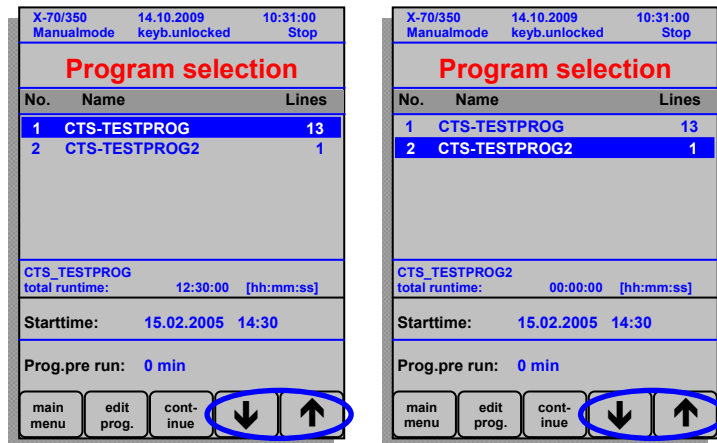 X-70/350 14.10.2009 10:31:00
Manualmode keyb.unlocked Stop
Program selection
No. Name Lines
1 CTS-TESTPROG 13
2 CTS-TESTPROG2 1
CTS_TESTPROG
total runtime: 12:30:00 [hh:mm:ss]
Starttime: 15.02.2005 14:30
Prog.pre run: 0 min
main menu
edit prog.
cont-inue
X-70/350 14.10.2009 10:31:00
Manualmode keyb.unlocked Stop
Program selection
No. Name Lines
1 CTS-TESTPROG 13
2 CTS-TESTPROG2 1
CTS_TESTPROG2
total runtime: 00:00:00 [hh:mm:ss]
Starttime: 15.02.2005 14:30
Prog.pre run: 0 min
main menu
edit prog.
cont-inue